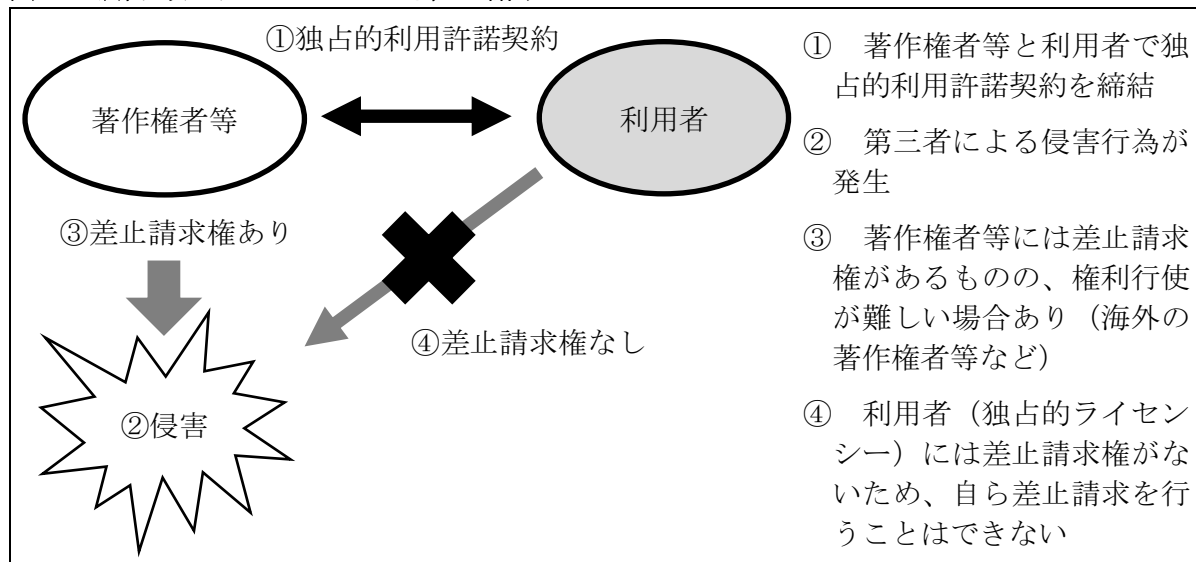 ①独占的利用許諾契約
著作権者等
利用者
③差止請求権あり
④差止請求権なし
②侵害
① 著作権者等と利用者で独
占的利用許諾契約を締結
② 第三者による侵害行為が
発生
③ 著作権者等には差止請求
権があるものの、権利行使
が難しい場合あり（海外の
著作権者等など）
④ 利用者（独占的ライセン
シー）には差止請求権がな
いため、自ら差止請求を行
うことはできない